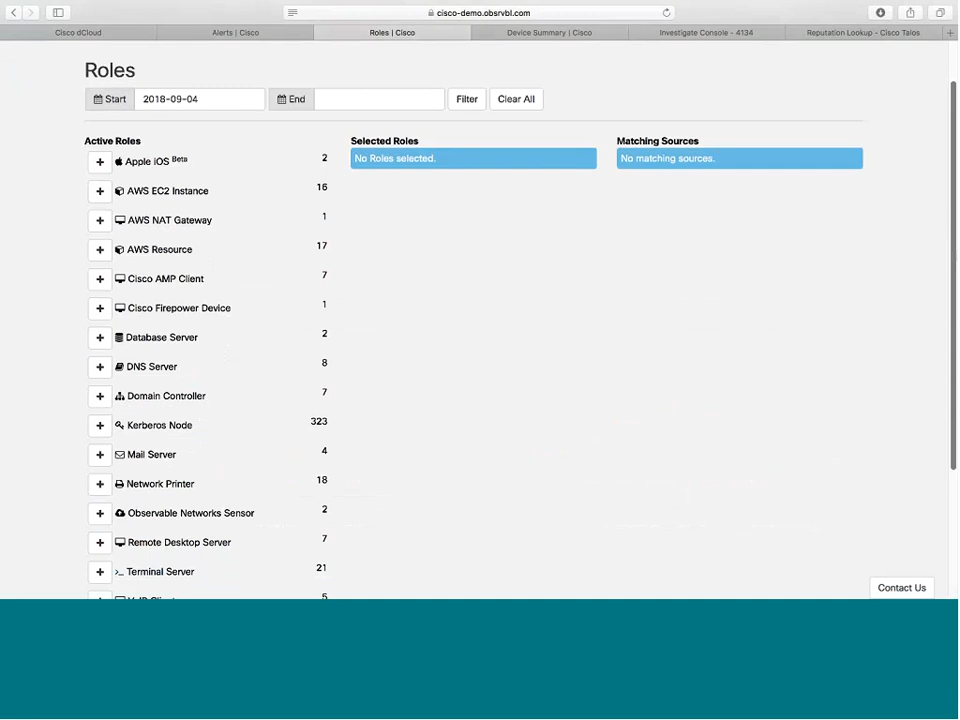 cisco-demo.obsrvbl.com
Cisco dCloud
Alerts | Cisco
Roles | Cisco
Device Summary | Cisco
Investigate Console - 4134
Reputation Lookup - Cisco Talos
Roles
Start 2018-09-04 End Filter Clear All
Active Roles
Selected Roles
Matching Sources
No Roles selected.
No matching sources.
Apple iOS Beta 2
AWS EC2 Instance 16
AWS NAT Gateway 1
AWS Resource 17
Cisco AMP Client 7
Cisco Firepower Device 1
Database Server 2
DNS Server 8
Domain Controller 7
Kerberos Node 323
Mail Server 4
Network Printer 18
Observable Networks Sensor 2
Remote Desktop Server 7
Terminal Server 21
5
Contact Us